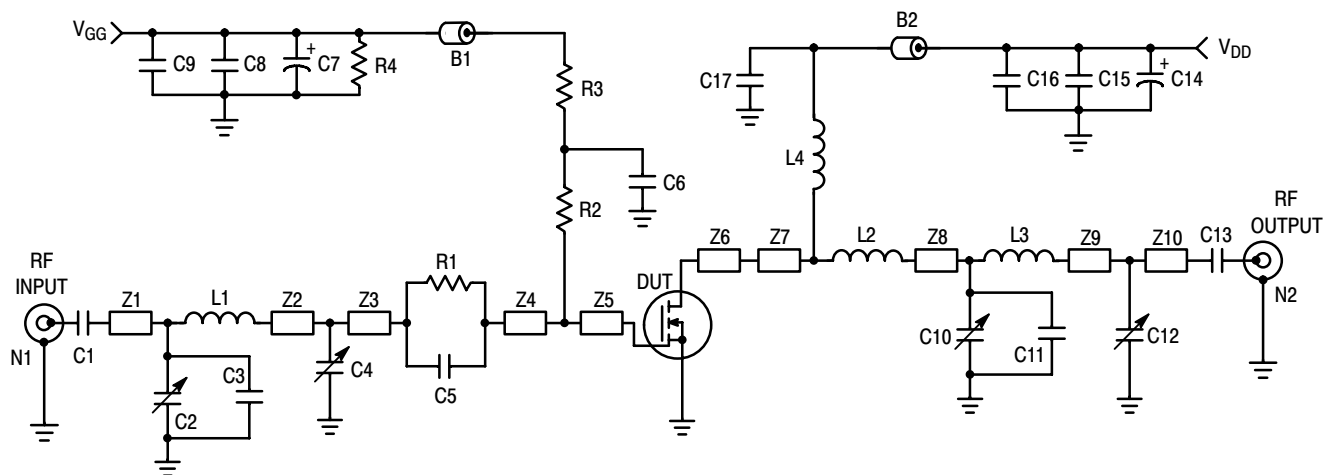 VGG
C9
C8
+
C7
R4
B1
R3
C6
R2
B2
C17
L4
C16
C15
+
C14
VDD
RF
INPUT
N1
C1
Z1
L1
Z2
Z3
R1
C5
Z4
Z5
C2
C3
C4
DUT
Z6
Z7
L2
Z8
L3
Z9
Z10
C13
RF
OUTPUT
N2
C10
C11
C12